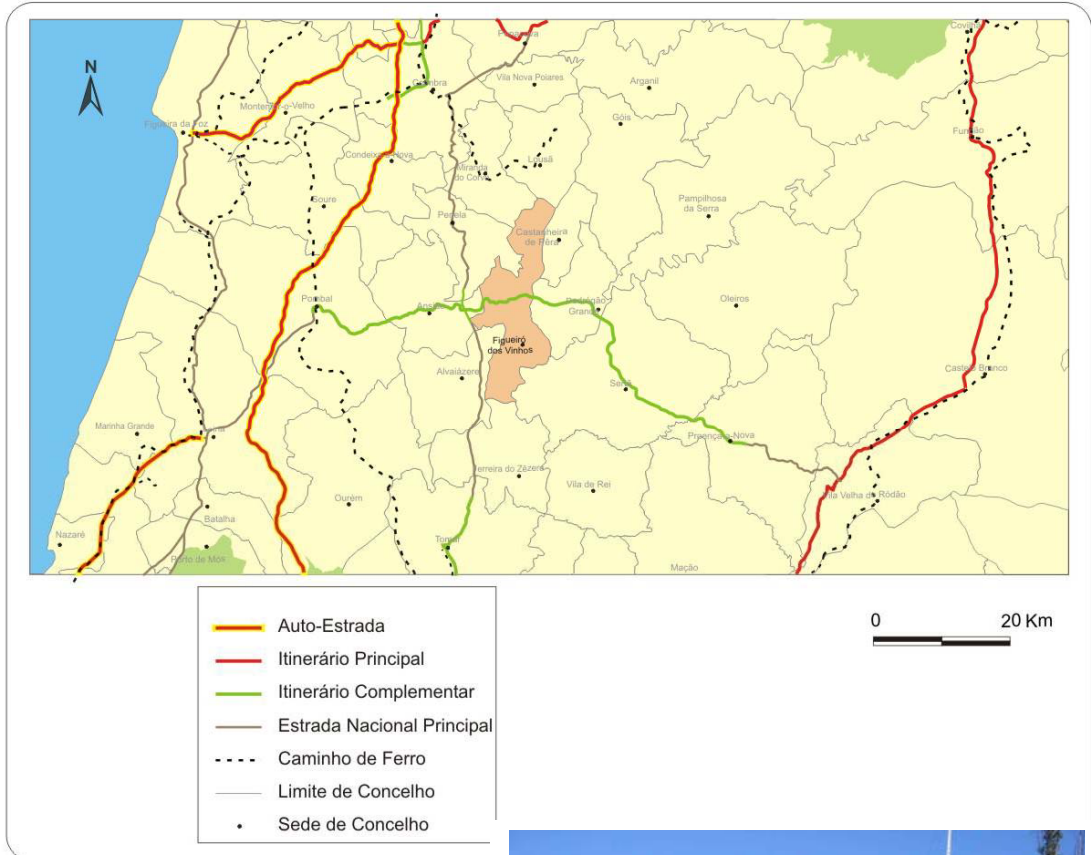 N
Covilhã
Penacova
Coimbra
Vila Nova Poiares
Arganil
Montemor-o-Velho
Figueira da Foz
Góis
Fundão
Condeixa-a-Nova
Miranda
do Corvo
Lousã
Soure
Penela
Pampilhosa
da Serra
Castanheira
de Pêra
Pombal
Ansião
Pedrógão
Grande
Oleiros
Figueiró
dos Vinhos
Alvaiázere
Castelo Branco
Sertã
Marinha Grande
Leiria
Proença-a-Nova
Ferreira do Zêzere
Vila de Rei
Vila Velha de Ródão
Ourém
Batalha
Nazaré
Tomar
Porto de Mós
Mação
Auto-Estrada
Itinerário Principal
Itinerário Complementar
Estrada Nacional Principal
Caminho de Ferro
Limite de Concelho
Sede de Concelho
0 20 Km